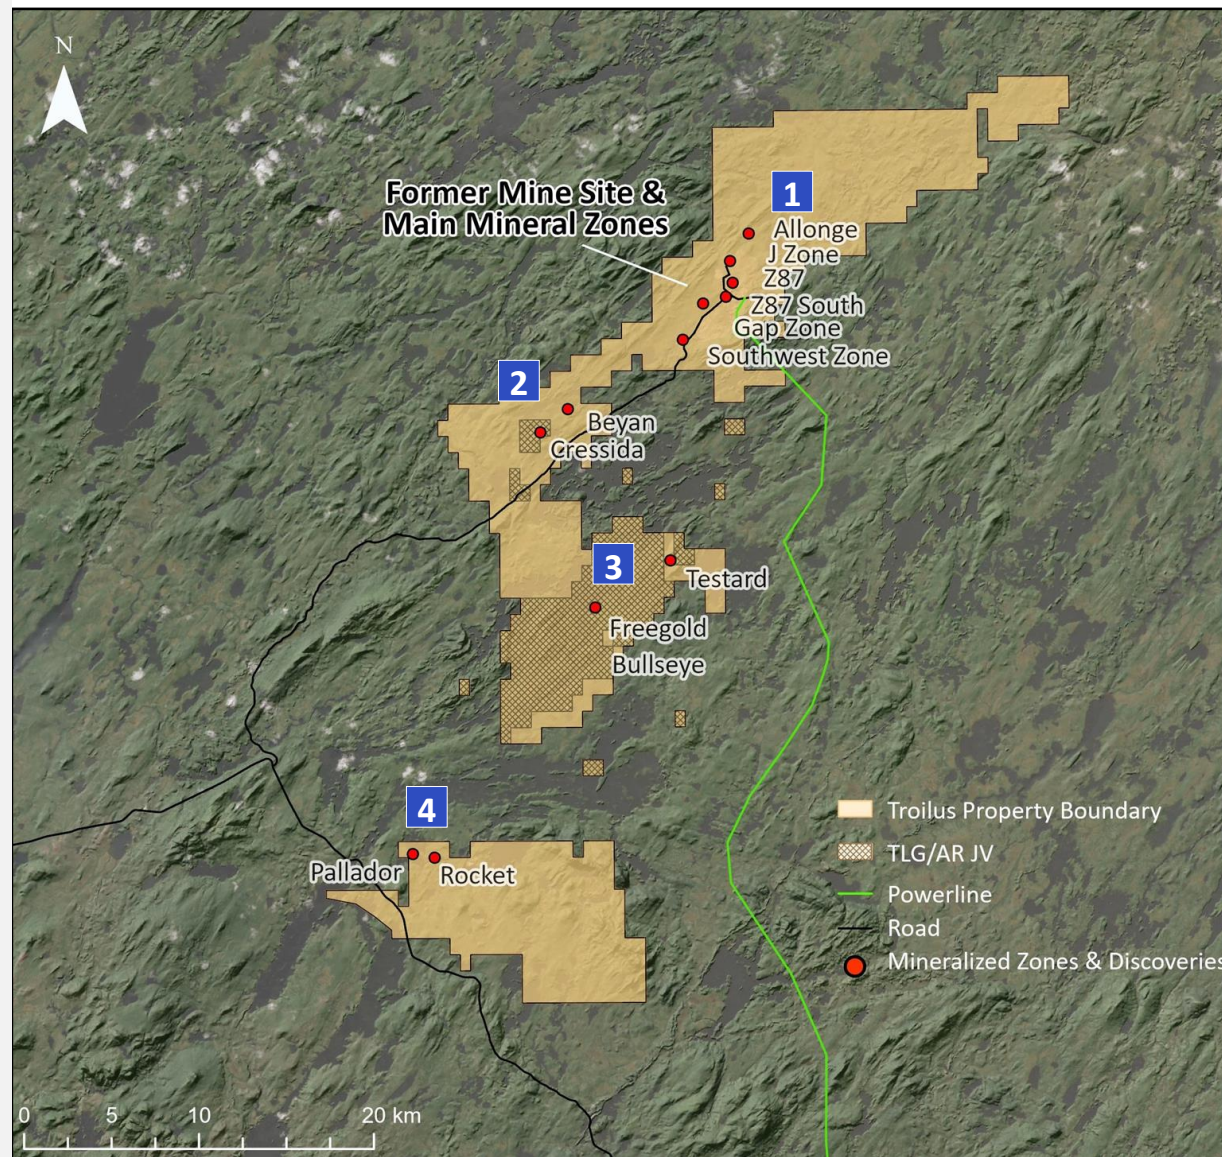 N
Former Mine Site &
Main Mineral Zones
1
Allonge
J Zone
Z87
Z87 South
Gap Zone
Southwest Zone
2
Beyan
Cressida
3
Testard
Freegold
Bullseye
4
Pallador
Rocket
Troilus Property Boundary
TLG/AR JV
Powerline
Road
Mineralized Zones & Discoveries
0 5 10 20 km